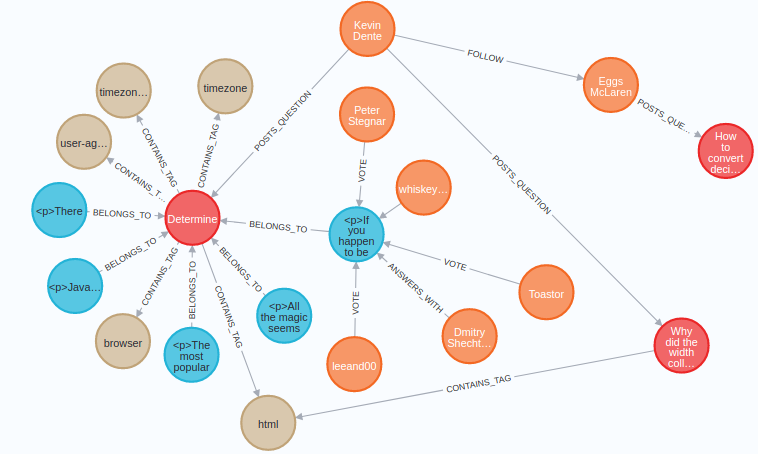 Kevin
Dente
FOLLOW
Eggs
McLaren
POSTS_QUE...
How
to
convert
deci...
timezon...
timezone
Peter
Stegnar
POSTS_QUESTION
POSTS_QUESTION
user-ag...
CONTAINS_TAG
CONTAINS_TAG
CONTAINS_T...
VOTE
whiskey...
<p>There
BELONGS_TO
Determine
BELONGS_TO
<p>If
you
happen
to be
BELONGS_TO
BELONGS_TO
VOTE
<p>Java...
CONTAINS_TAG
BELONGS_TO
ANSWERS_WITH
Toastor
<p>All
the magic
seems
VOTE
CONTAINS_TAG
browser
<p>The
most
popular
Dmitry
Shecht...
Why
did the
width
coll...
leeand00
CONTAINS_TAG
html